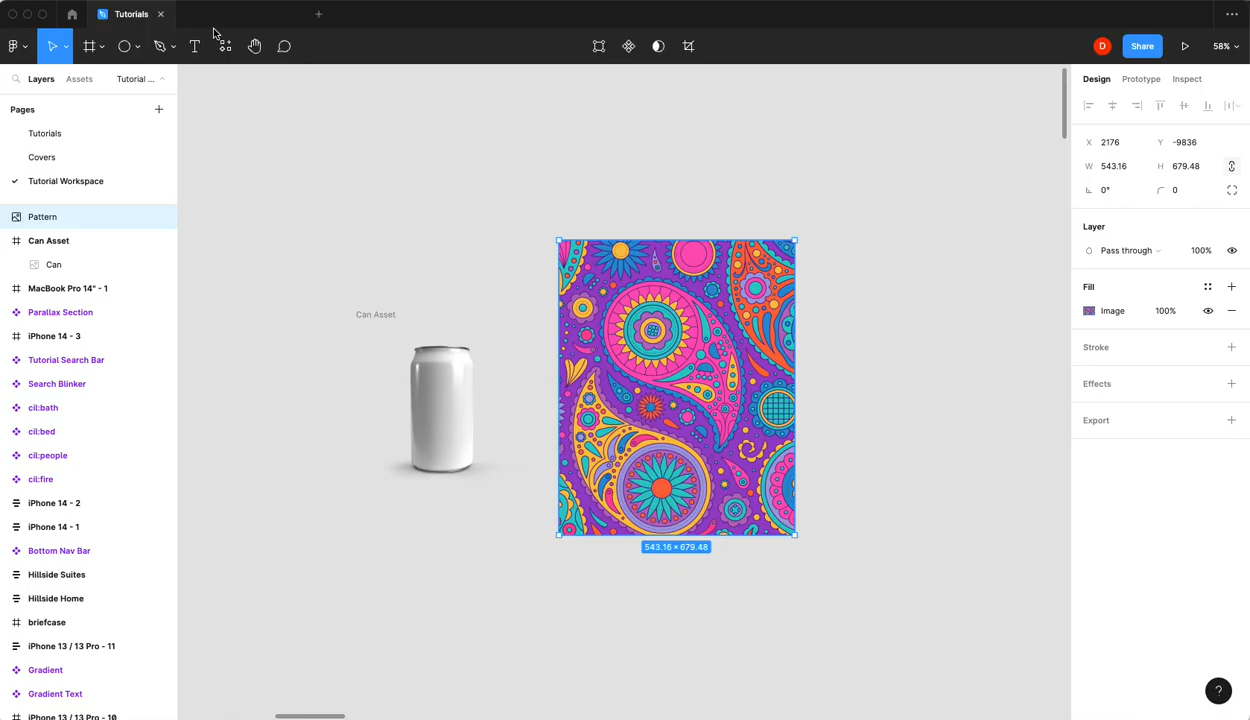 Tutorials
D
Share
58%
Layers
Assets
Tutorial ...
Pages
Tutorials
Covers
Tutorial Workspace
Pattern
Can Asset
Can
MacBook Pro 14" - 1
Parallax Section
iPhone 14 - 3
Tutorial Search Bar
Search Blinker
cil:bath
cil:bed
cil:people
cil:fire
iPhone 14 - 2
iPhone 14 - 1
Bottom Nav Bar
Hillside Suites
Hillside Home
briefcase
iPhone 13 / 13 Pro - 11
Gradient
Gradient Text
iPhone 13 / 13 Pro - 10
Can Asset
543.16 × 679.48
Design
Prototype
Inspect
X 2176 Y -9836
W 543.16 H 679.48
0° 0
Layer
Pass through 100%
Fill
Image 100%
Stroke
Effects
Export
?